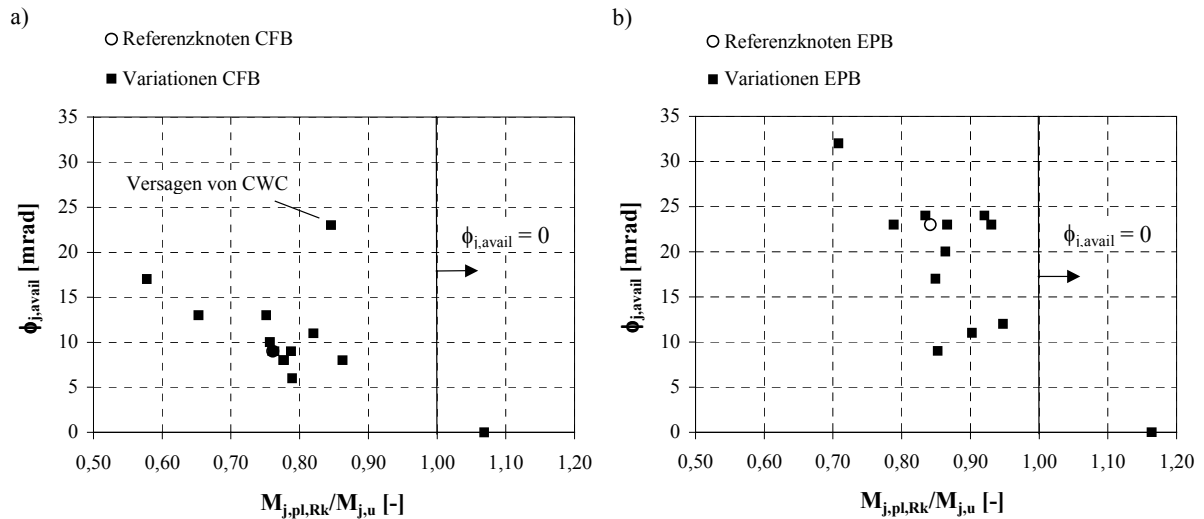 a)
○ Referenzknoten CFB
■ Variationen CFB
35
30
25
20
15
10
5
0
ϕj,avail [mrad]
Versagen von CWC
ϕj,avail = 0
0,50 0,60 0,70 0,80 0,90 1,00 1,10 1,20
Mj,pl,Rk/Mj,u [-]
b)
○ Referenzknoten EPB
■ Variationen EPB
35
30
25
20
15
10
5
0
ϕj,avail [mrad]
ϕj,avail = 0
0,50 0,60 0,70 0,80 0,90 1,00 1,10 1,20
Mj,pl,Rk/Mj,u [-]